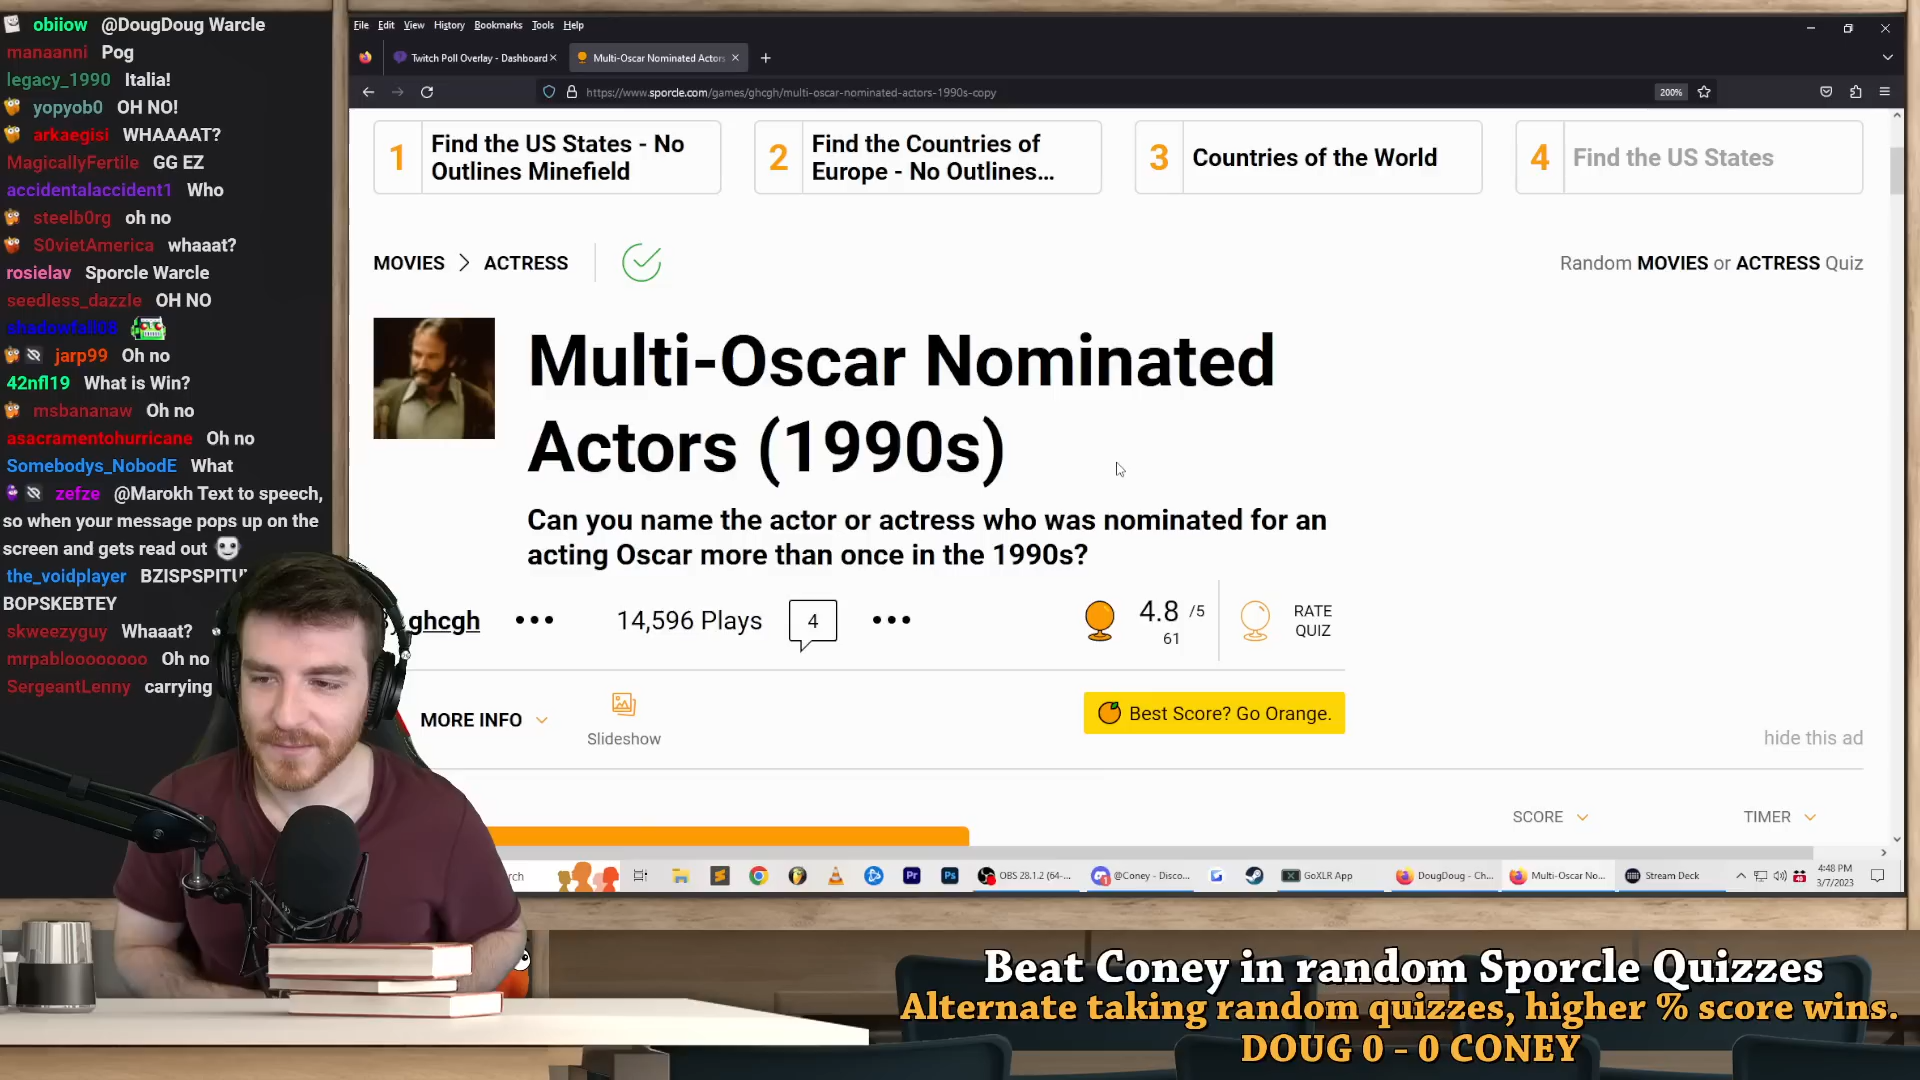 obiiow @DougDoug Warcle
manaanni Pog
legacy_1990 Italia!
yopyob0 OH NO!
arkaegisi WHAAAAT?
MagicallyFertile GG EZ
accidentalaccident1 Who
steelb0rg oh no
S0vietAmerica whaaat?
rosielav Sporcle Warcle
seedless_dazzle OH NO
shadowfall08
jarp99 Oh no
42nfl19 What is Win?
msbananaw Oh no
asacramentohurricane Oh no
Somebodys_NobodE What
zefze @Marokh Text to speech,
so when your message pops up on the
screen and gets read out
the_voidplayer
BOPSKEBTEY
skweezyguy Whaaat?
mrpabloooooooo Oh no
SergeantLenny carrying
File Edit View History Bookmarks Tools Help
Twitch Poll Overlay - Dashboard
Multi-Oscar Nominated Actors
https://www.sporcle.com/games/ghcgh/multi-oscar-nominated-actors-1990s-copy
200%
1 Find the US States - No
Outlines Minefield
2 Find the Countries of
Europe - No Outlines...
3 Countries of the World
4 Find the US States
MOVIES > ACTRESS
Random MOVIES or ACTRESS Quiz
Multi-Oscar Nominated
Actors (1990s)
Can you name the actor or actress who was nominated for an
acting Oscar more than once in the 1990s?
ghcgh ••• 14,596 Plays 4 •••
4.8 /5
61
RATE
QUIZ
MORE INFO
Slideshow
Best Score? Go Orange.
hide this ad
SCORE
TIMER
rch
Pr
Ps
OBS 28.1.2 (64-...
@Coney - Disco...
GoXLR App
DougDoug - Ch...
Multi-Oscar No...
Stream Deck
4:48 PM
3/7/2023
Beat Coney in random Sporcle Quizzes
Alternate taking random quizzes, higher % score wins.
DOUG 0 - 0 CONEY